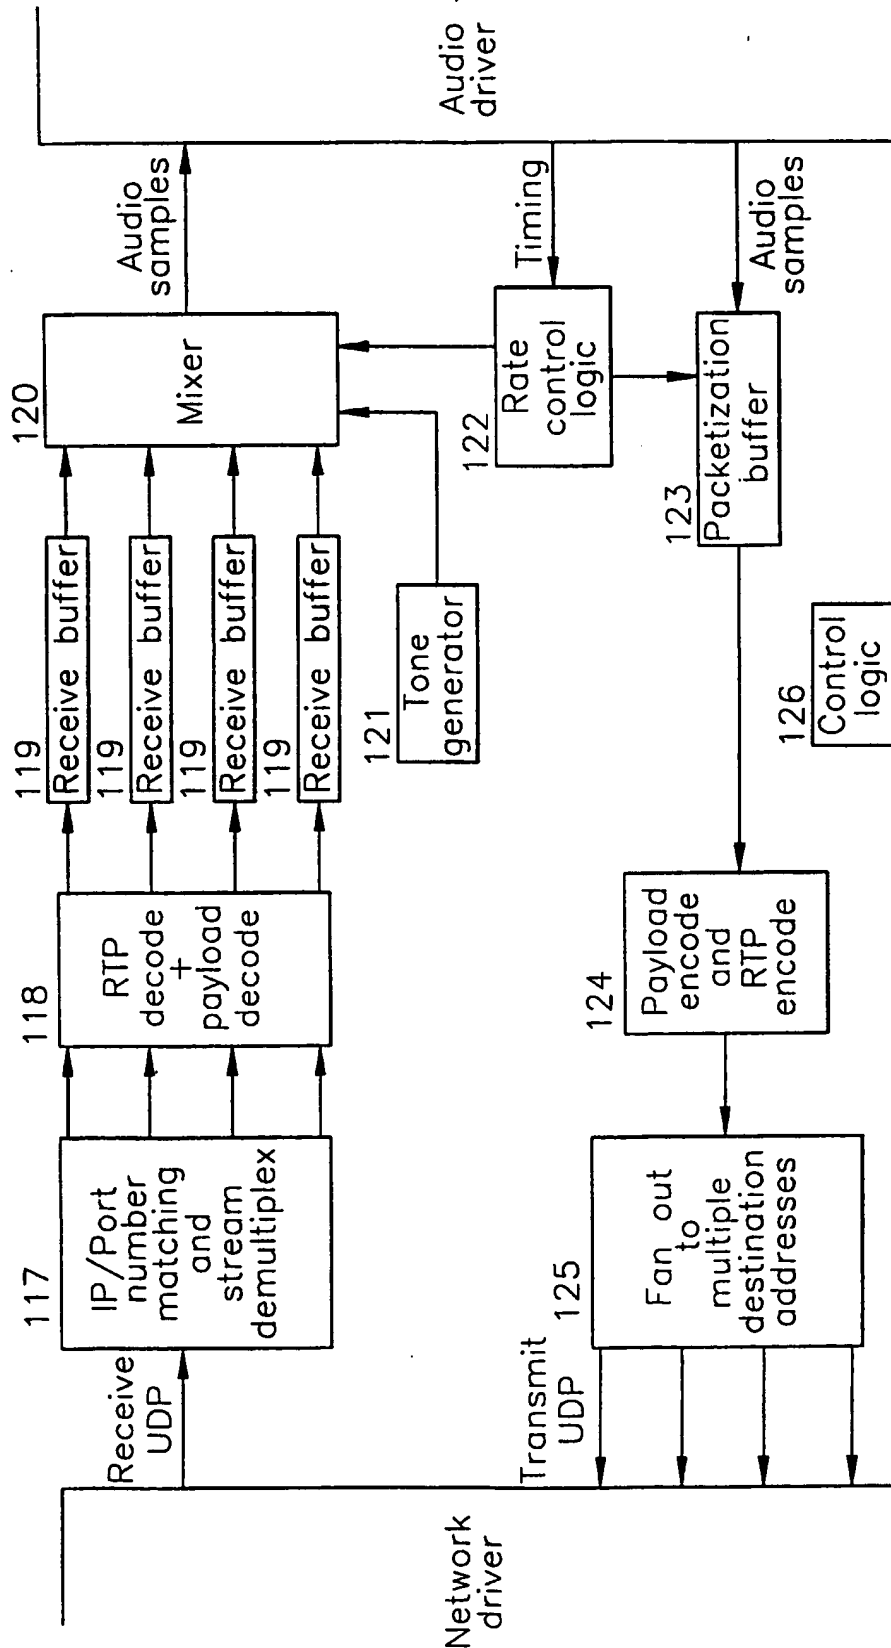 Network
driver
Receive
UDP
117
IP/Port
number
matching
and
stream
demultiplex
118
RTP
decode
+
payload
decode
119
Receive buffer
119
Receive buffer
119
Receive buffer
119
Receive buffer
120
Mixer
Audio
samples
Audio
driver
121
Tone
generator
122
Rate
control
logic
Timing
Transmit
UDP
125
Fan out
to
multiple
destination
addresses
124
Payload
encode
and
RTP
encode
123
Packetization
buffer
Audio
samples
126
Control
logic